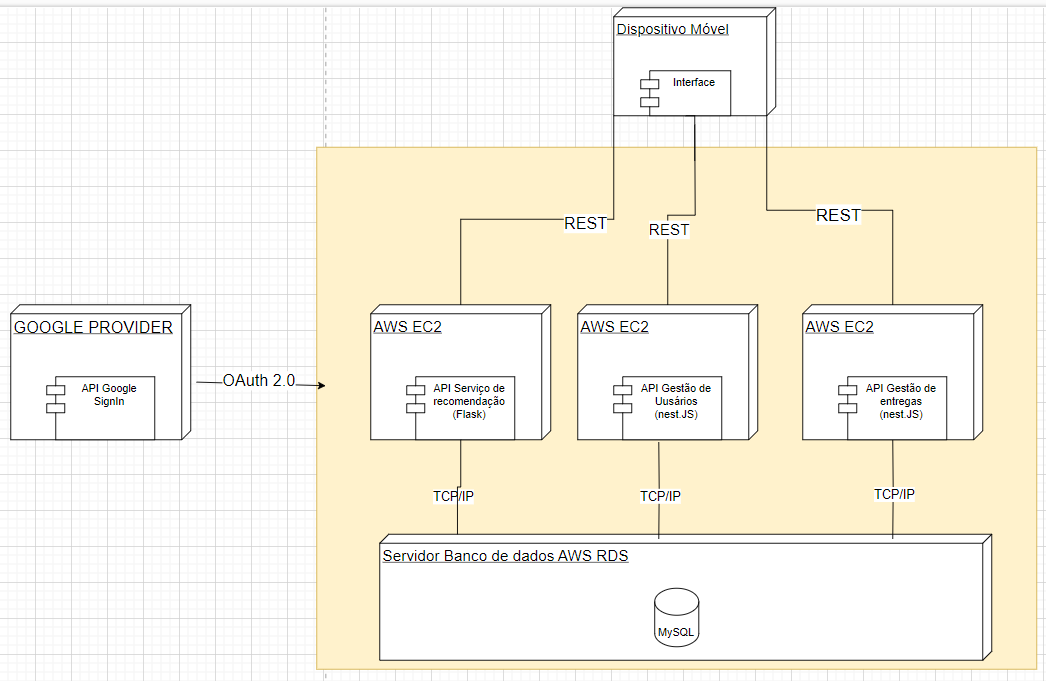 Dispositivo Móvel
Interface
REST
REST
REST
GOOGLE PROVIDER
API Google
SignIn
OAuth 2.0
AWS EC2
API Serviço de
recomendação
(Flask)
AWS EC2
API Gestão de
Uusários
(nest.JS)
AWS EC2
API Gestão de
entregas
(nest.JS)
TCP/IP
TCP/IP
TCP/IP
Servidor Banco de dados AWS RDS
MySQL